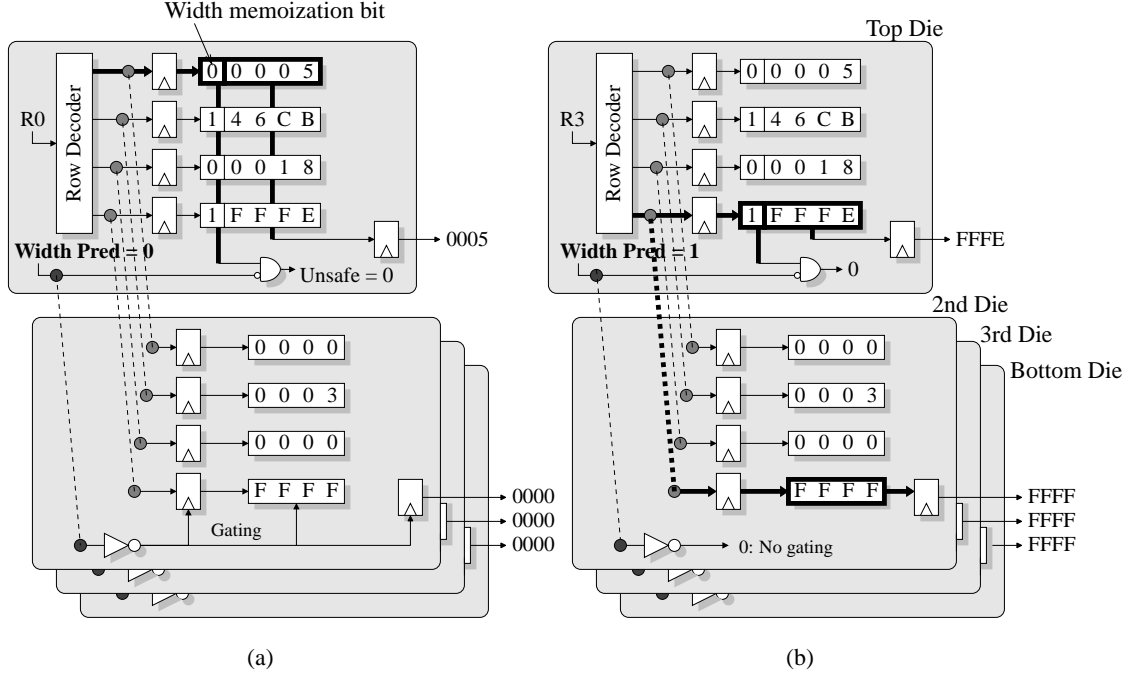 Width memoization bit
Top Die
Row Decoder
R0
0 0 0 0 5
1 4 6 C B
0 0 0 1 8
1 F F F E
0005
Width Pred = 0
Unsafe = 0
0 0 0 0
0 0 0 3
0 0 0 0
F F F F
Gating
0000
0000
0000
(a)
Row Decoder
R3
0 0 0 0 5
1 4 6 C B
0 0 0 1 8
1 F F F E
FFFE
Width Pred = 1
0
2nd Die
3rd Die
Bottom Die
0 0 0 0
0 0 0 3
0 0 0 0
F F F F
0: No gating
FFFF
FFFF
FFFF
(b)